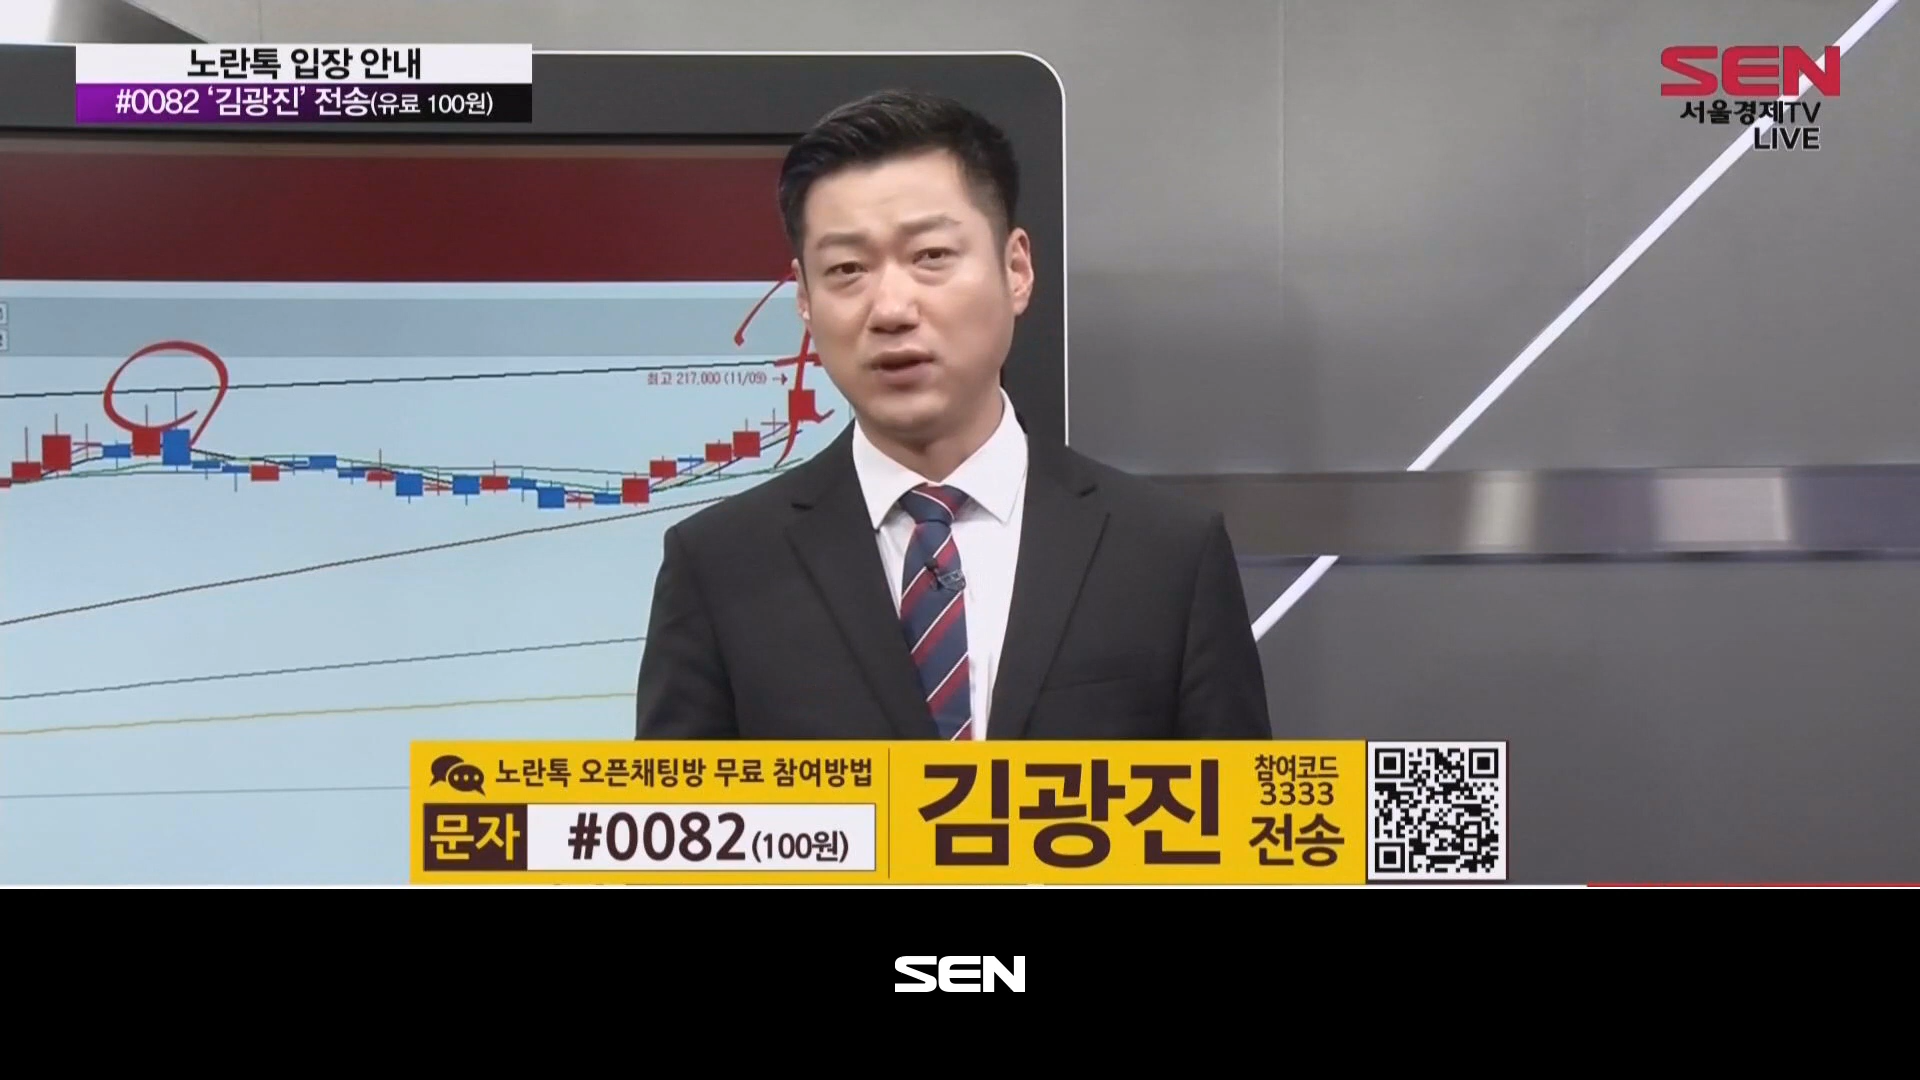 노란톡 입장 안내
#0082 '김광진' 전송(유료 100원)
SEN
서울경제TV
LIVE
최고 217,000 (11/09) →
노란톡 오픈채팅방 무료 참여방법
문자 #0082(100원)
김광진
참여코드
3333
전송
SEN